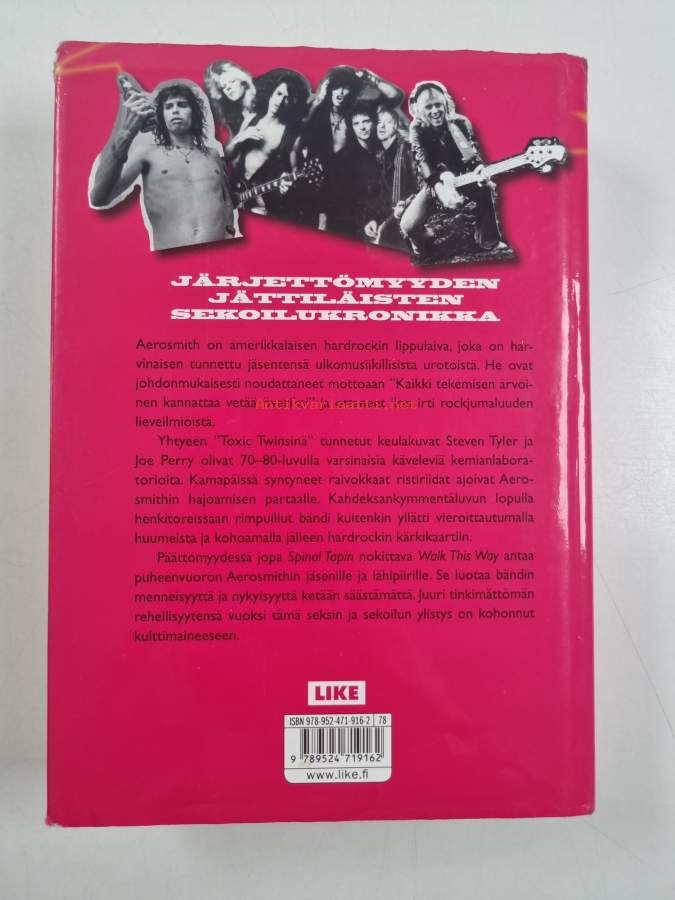 JÄRJETTÖMYYDEN
JÄTTILÄISTEN
SEKOILUKRONIKKA
Aerosmith on amerikkalaisen hardrockin lippulaiva, joka on har-
vinaisen tunnettu jäsentensä ulkomusiikillisista urotöistä. He ovat
johdonmukaisesti noudattaneet mottoaan "Kaikki tekemisen arvoi-
nen kannattaa vetää ja ottaneet ilon irti rockjumaluuden
lieveilmiöistä.
Yhtyeen "Toxic Twinsinä" tunnetut keulakuvat Steven Tyler ja
Joe Perry olivat 70–80-luvulla varsinaisia käveleviä kemianlabora-
torioita. Kamapäissä syntyneet raivokkaat ristiriidat ajoivat Aero-
smithin hajoamisen partaalle. Kahdeksankymmentäluvun lopulla
henkitoreissaan rimpuillut bändi kuitenkin yllätti vieroittautumalla
huumeista ja kohoamalla jälleen hardrockin kärkikaartiin.
Päättömyydessä jopa Spinal Tapin nokittava Walk This Way antaa
puheenvuoron Aerosmithin jäsenille ja lähipiirille. Se luotaa bändin
menneisyyttä ja nykyisyyttä ketään säästämättä. Juuri tinkimättömän
rehellisyytensä vuoksi tämä seksin ja sekoilun ylistys on kohonnut
kulttimaineeseen.
LIKE
ISBN 978-952-471-916-2 78
9 789524 719162
www.like.fi